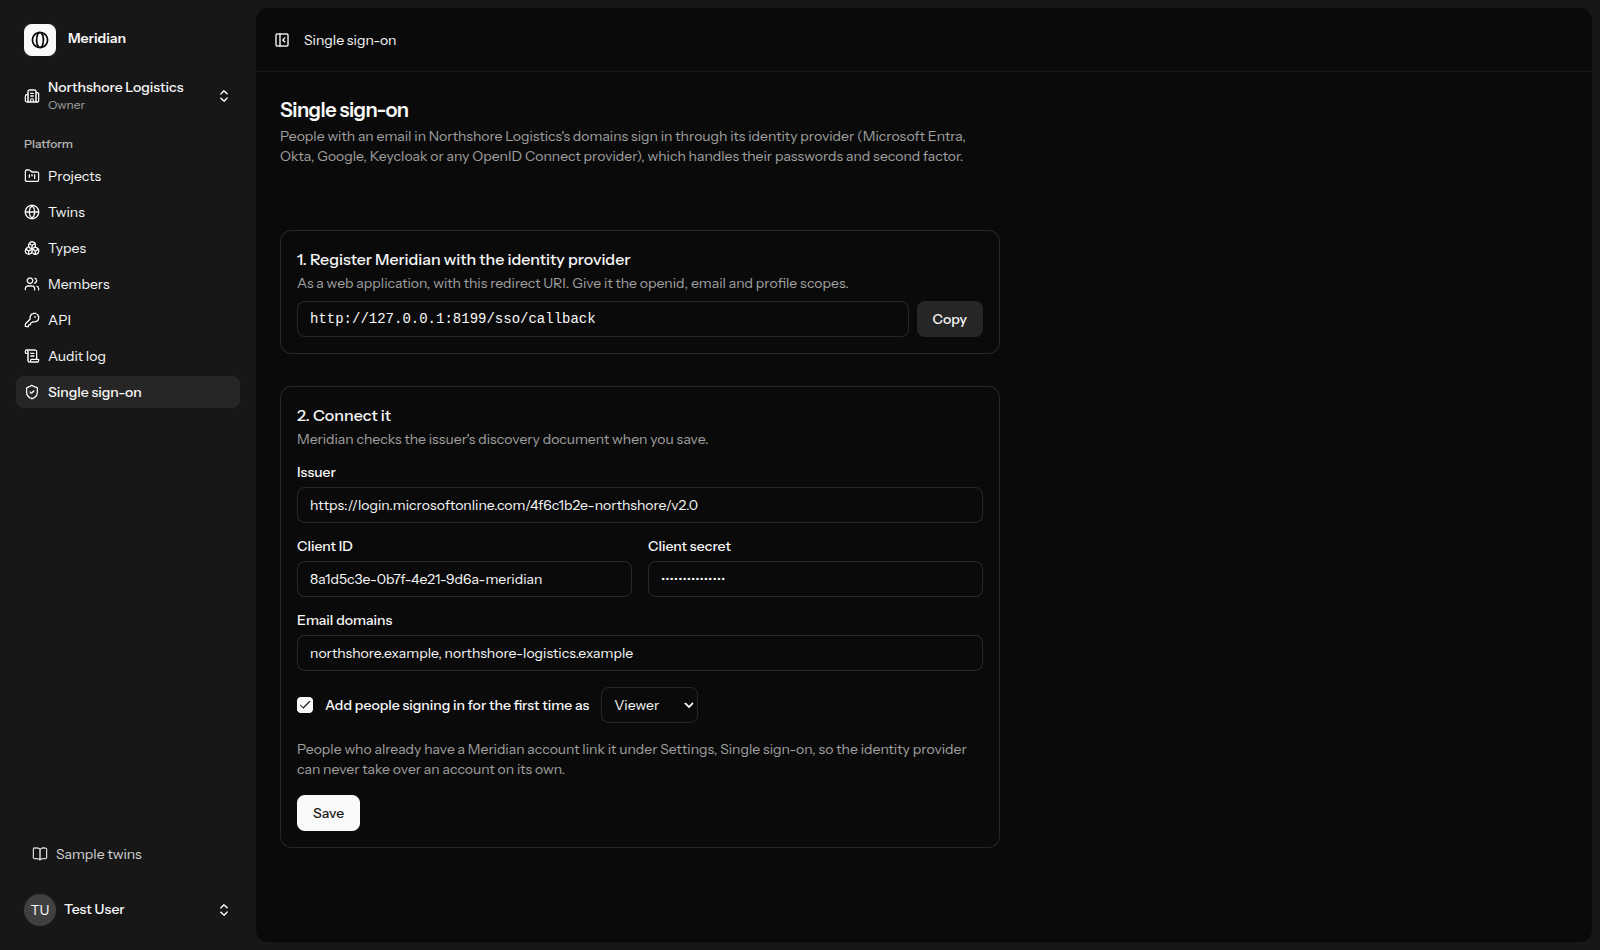 Meridian
Northshore Logistics
Owner
Platform
Projects
Twins
Types
Members
API
Audit log
Single sign-on
Sample twins
TU
Test User
Single sign-on
Single sign-on
People with an email in Northshore Logistics's domains sign in through its identity provider (Microsoft Entra,
Okta, Google, Keycloak or any OpenID Connect provider), which handles their passwords and second factor.
1. Register Meridian with the identity provider
As a web application, with this redirect URI. Give it the openid, email and profile scopes.
http://127.0.0.1:8199/sso/callback
Copy
2. Connect it
Meridian checks the issuer's discovery document when you save.
Issuer
https://login.microsoftonline.com/4f6c1b2e-northshore/v2.0
Client ID
Client secret
8a1d5c3e-0b7f-4e21-9d6a-meridian
•••••••••••••••
Email domains
northshore.example, northshore-logistics.example
Add people signing in for the first time as
Viewer
People who already have a Meridian account link it under Settings, Single sign-on, so the identity provider
can never take over an account on its own.
Save